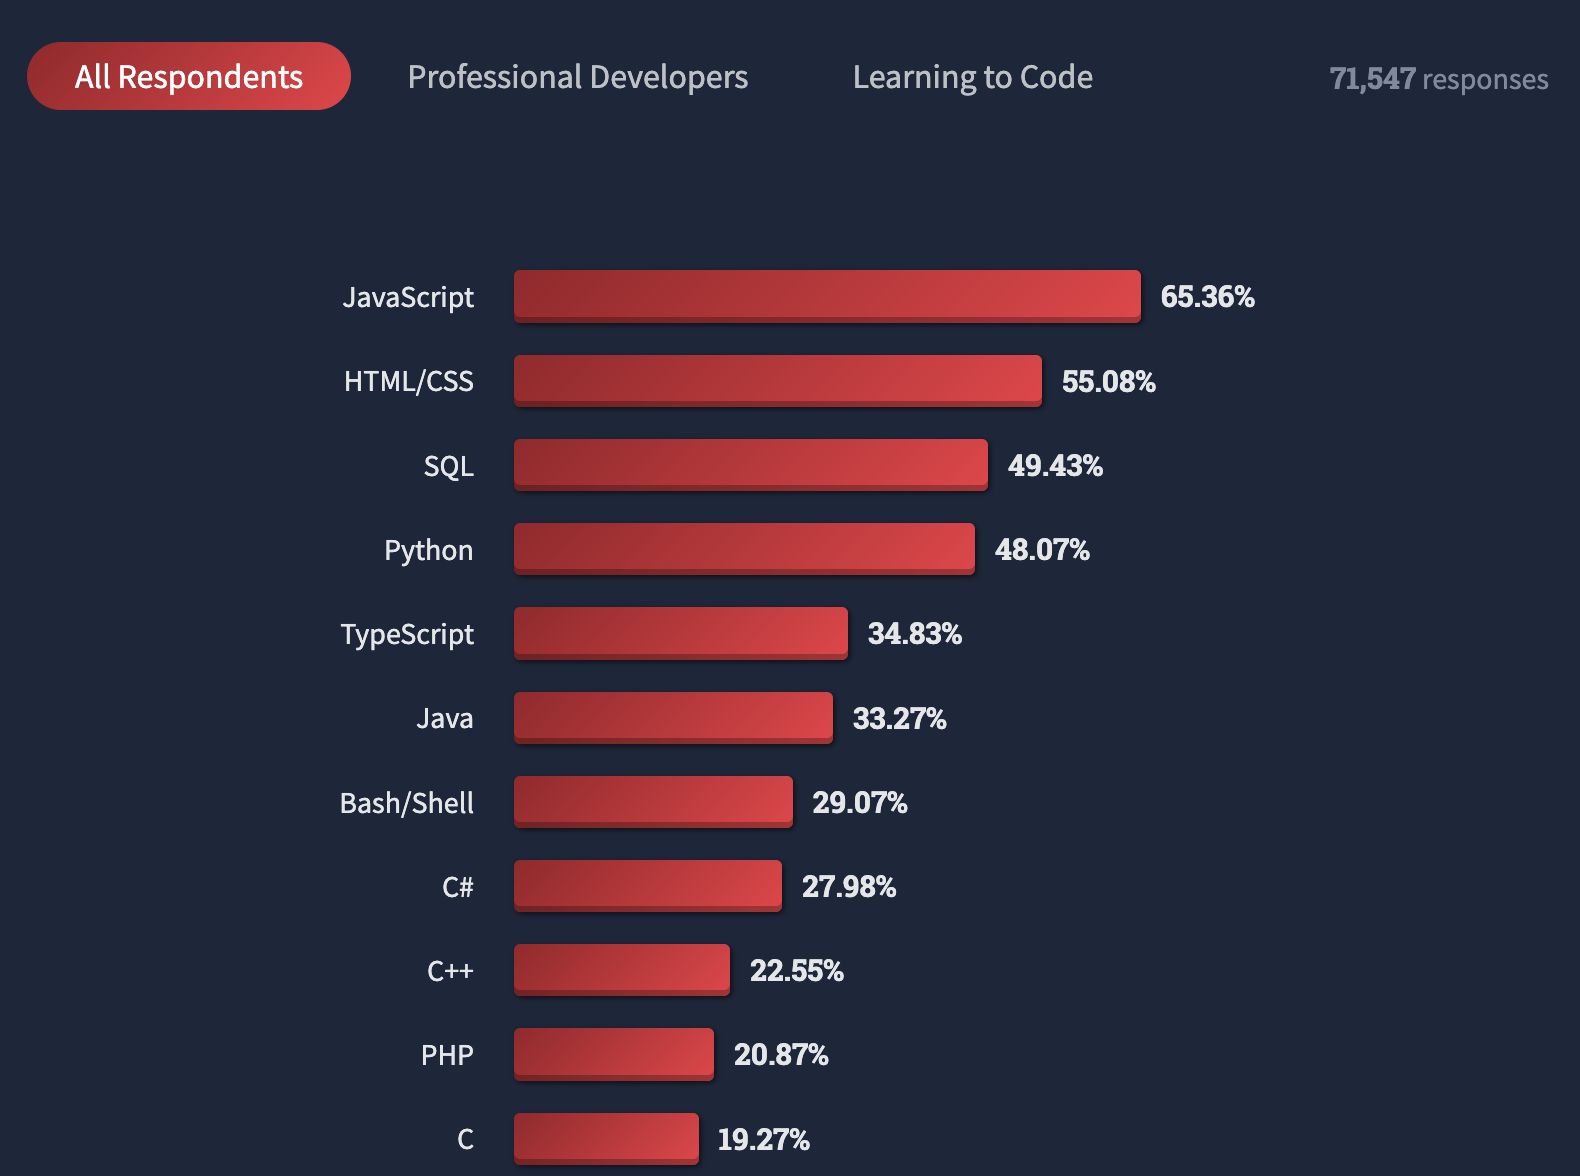 All Respondents Professional Developers Learning to Code 71,547 responses
JavaScript 65.36%
HTML/CSS 55.08%
SQL 49.43%
Python 48.07%
TypeScript 34.83%
Java 33.27%
Bash/Shell 29.07%
C# 27.98%
C++ 22.55%
PHP 20.87%
C 19.27%